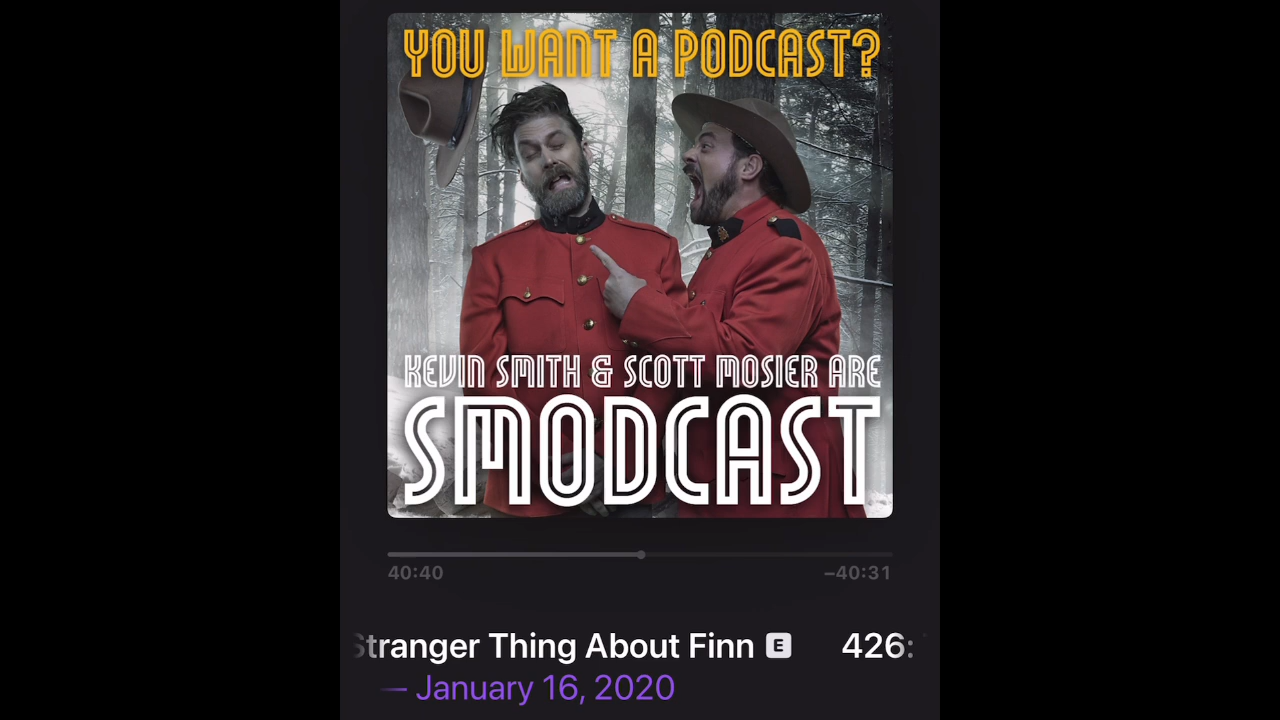 YOU WANT A PODCAST?
KEVIN SMITH & SCOTT MOSIER ARE
SMODCAST
40:40
–40:31
Stranger Thing About Finn E 426:
— January 16, 2020